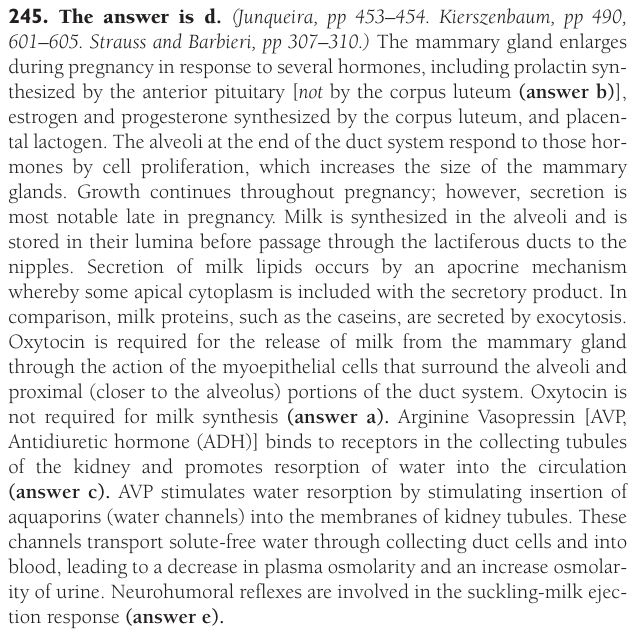 245. The answer is d. (Junqueira, pp 453–454. Kierszenbaum, pp 490,
601–605. Strauss and Barbieri, pp 307–310.) The mammary gland enlarges
during pregnancy in response to several hormones, including prolactin syn-
thesized by the anterior pituitary [not by the corpus luteum (answer b)],
estrogen and progesterone synthesized by the corpus luteum, and placen-
tal lactogen. The alveoli at the end of the duct system respond to those hor-
mones by cell proliferation, which increases the size of the mammary
glands. Growth continues throughout pregnancy; however, secretion is
most notable late in pregnancy. Milk is synthesized in the alveoli and is
stored in their lumina before passage through the lactiferous ducts to the
nipples. Secretion of milk lipids occurs by an apocrine mechanism
whereby some apical cytoplasm is included with the secretory product. In
comparison, milk proteins, such as the caseins, are secreted by exocytosis.
Oxytocin is required for the release of milk from the mammary gland
through the action of the myoepithelial cells that surround the alveoli and
proximal (closer to the alveolus) portions of the duct system. Oxytocin is
not required for milk synthesis (answer a). Arginine Vasopressin [AVP,
Antidiuretic hormone (ADH)] binds to receptors in the collecting tubules
of the kidney and promotes resorption of water into the circulation
(answer c). AVP stimulates water resorption by stimulating insertion of
aquaporins (water channels) into the membranes of kidney tubules. These
channels transport solute-free water through collecting duct cells and into
blood, leading to a decrease in plasma osmolarity and an increase osmolar-
ity of urine. Neurohumoral reflexes are involved in the suckling-milk ejec-
tion response (answer e).